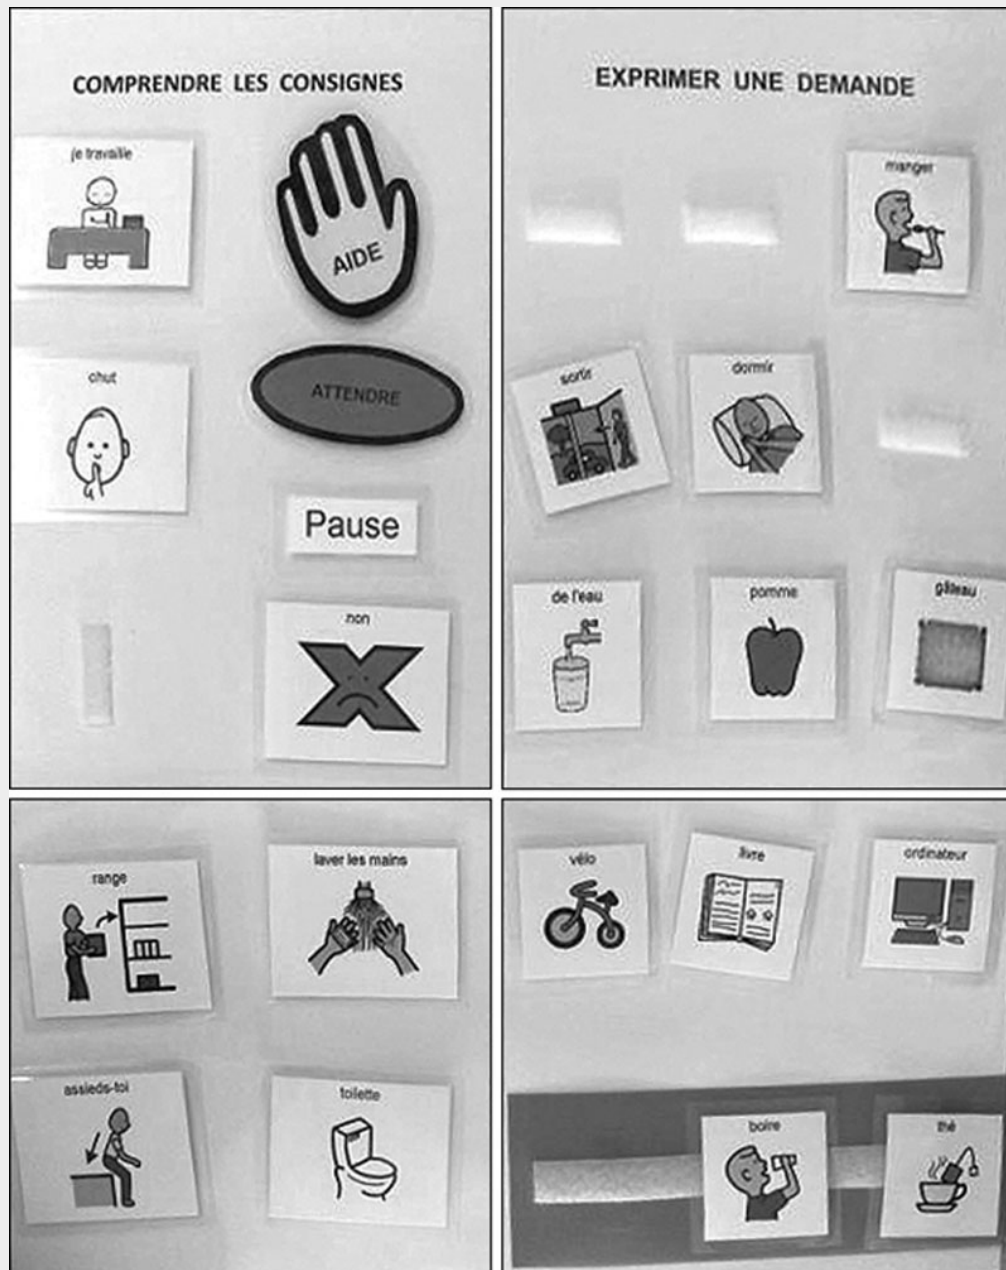 COMPRENDRE LES CONSIGNES
je travaille
AIDE
chut
ATTENDRE
Pause
non
EXPRIMER UNE DEMANDE
manger
sortir
dormir
de l'eau
pomme
gâteau
range
laver les mains
assieds-toi
toilette
vélo
livre
ordinateur
boire
thé